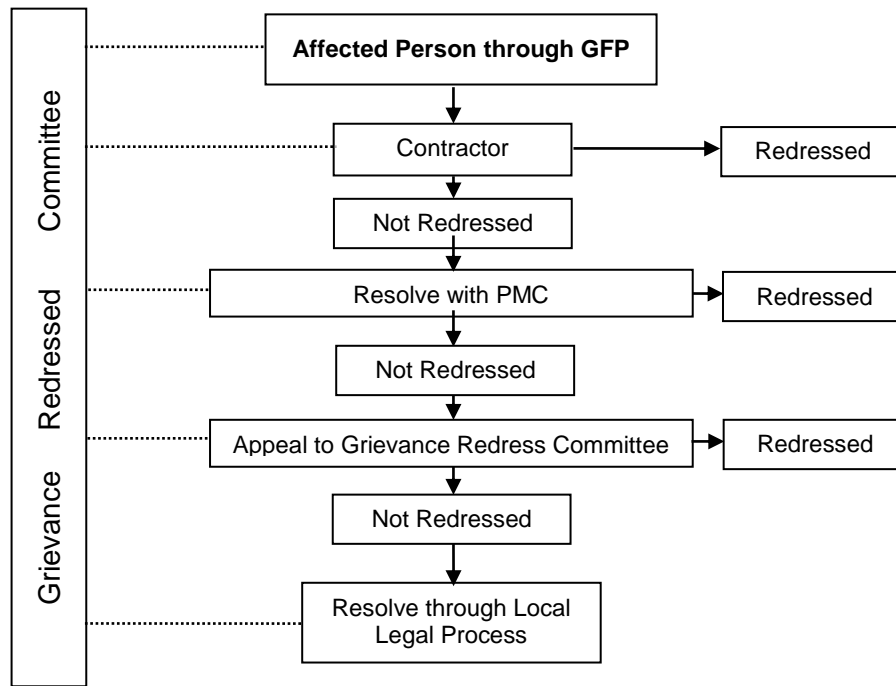 Grievance Redressed Committee
Affected Person through GFP
Contractor
Redressed
Not Redressed
Resolve with PMC
Redressed
Not Redressed
Appeal to Grievance Redress Committee
Redressed
Not Redressed
Resolve through Local
Legal Process